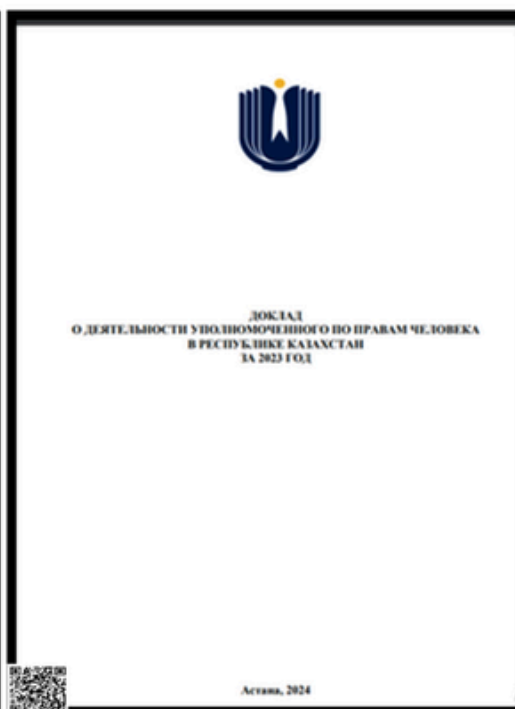 ДОКЛАД
О ДЕЯТЕЛЬНОСТИ УПОЛНОМОЧЕННОГО ПО ПРАВАМ ЧЕЛОВЕКА
В РЕСПУБЛИКЕ КАЗАХСТАН
ЗА 2023 ГОД
Астана, 2024